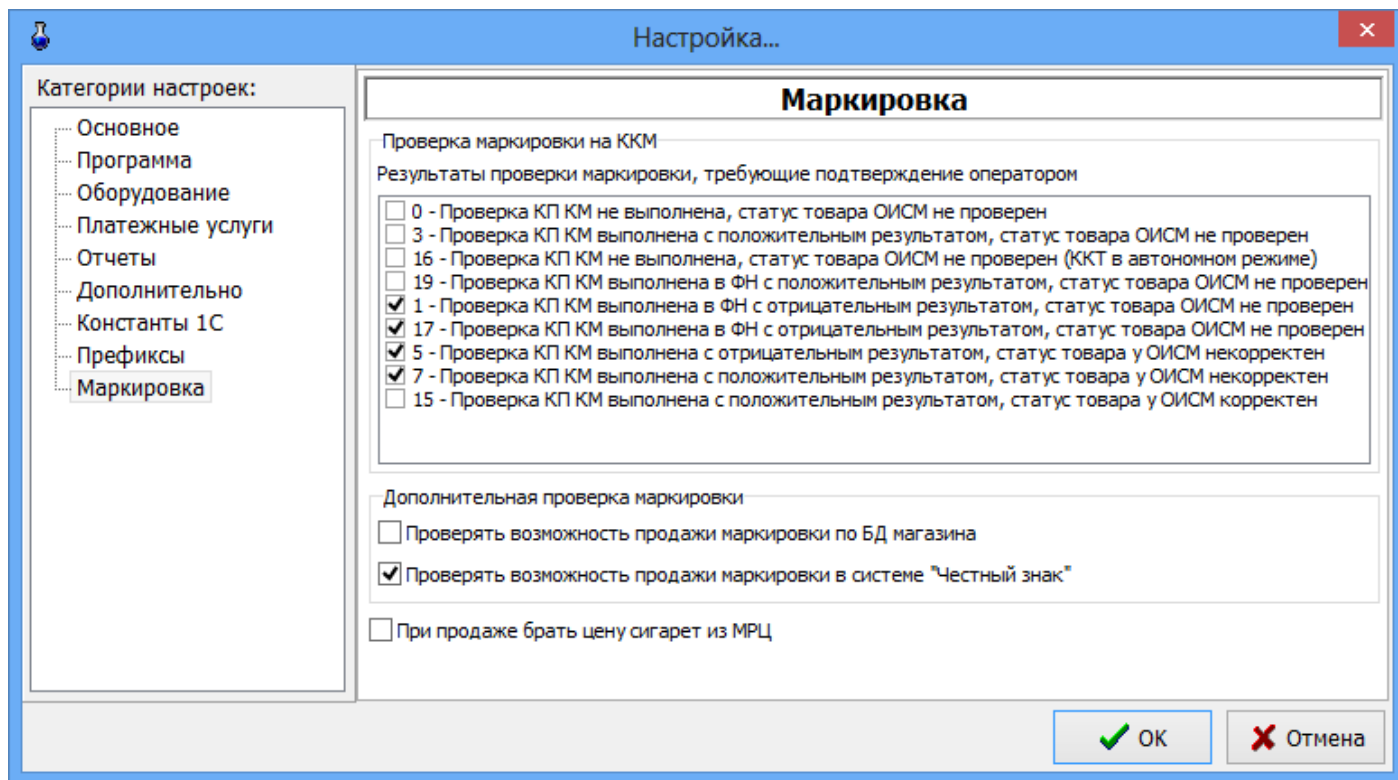 Настройка...
Категории настроек:
Основное
Программа
Оборудование
Платежные услуги
Отчеты
Дополнительно
Константы 1С
Префиксы
Маркировка
Маркировка
Проверка маркировки на ККМ
Результаты проверки маркировки, требующие подтверждение оператором
0 - Проверка КП КМ не выполнена, статус товара ОИСМ не проверен
3 - Проверка КП КМ выполнена с положительным результатом, статус товара ОИСМ не проверен
16 - Проверка КП КМ не выполнена, статус товара ОИСМ не проверен (ККТ в автономном режиме)
19 - Проверка КП КМ выполнена в ФН с положительным результатом, статус товара ОИСМ не проверен
1 - Проверка КП КМ выполнена в ФН с отрицательным результатом, статус товара ОИСМ не проверен
17 - Проверка КП КМ выполнена в ФН с отрицательным результатом, статус товара ОИСМ не проверен
5 - Проверка КП КМ выполнена с отрицательным результатом, статус товара у ОИСМ некорректен
7 - Проверка КП КМ выполнена с положительным результатом, статус товара у ОИСМ некорректен
15 - Проверка КП КМ выполнена с положительным результатом, статус товара у ОИСМ корректен
Дополнительная проверка маркировки
Проверять возможность продажи маркировки по БД магазина
Проверять возможность продажи маркировки в системе "Честный знак"
При продаже брать цену сигарет из МРЦ
ОК
Отмена